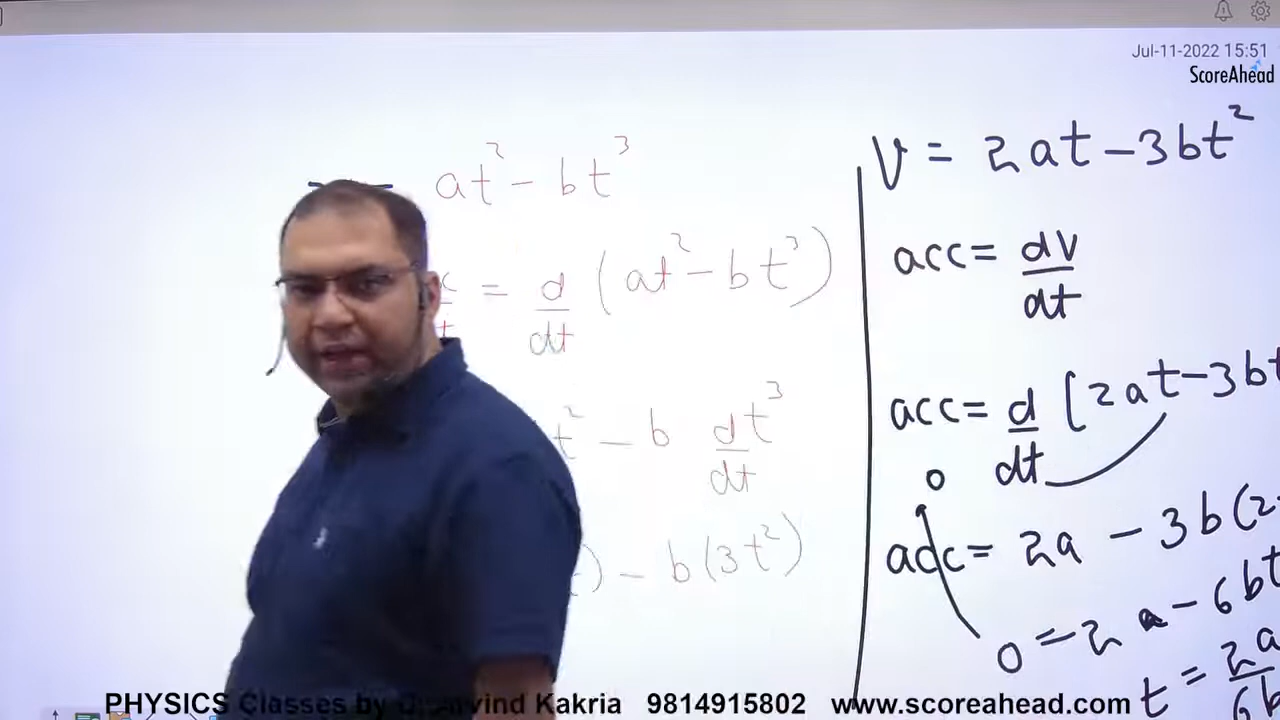 Jul-11-2022 15:51
ScoreAhead
at² - bt³
= d/dt (at² - bt³)
t² - b dt³/dt
) - b(3t²)
V = 2at - 3bt²
acc = dv/dt
acc = d/dt [2at - 3bt
0
acc = 2a - 3b(2
0 = 2a - 6bt
t = 2a/6b
PHYSICS Classes by Kakria 9814915802 www.scoreahead.com